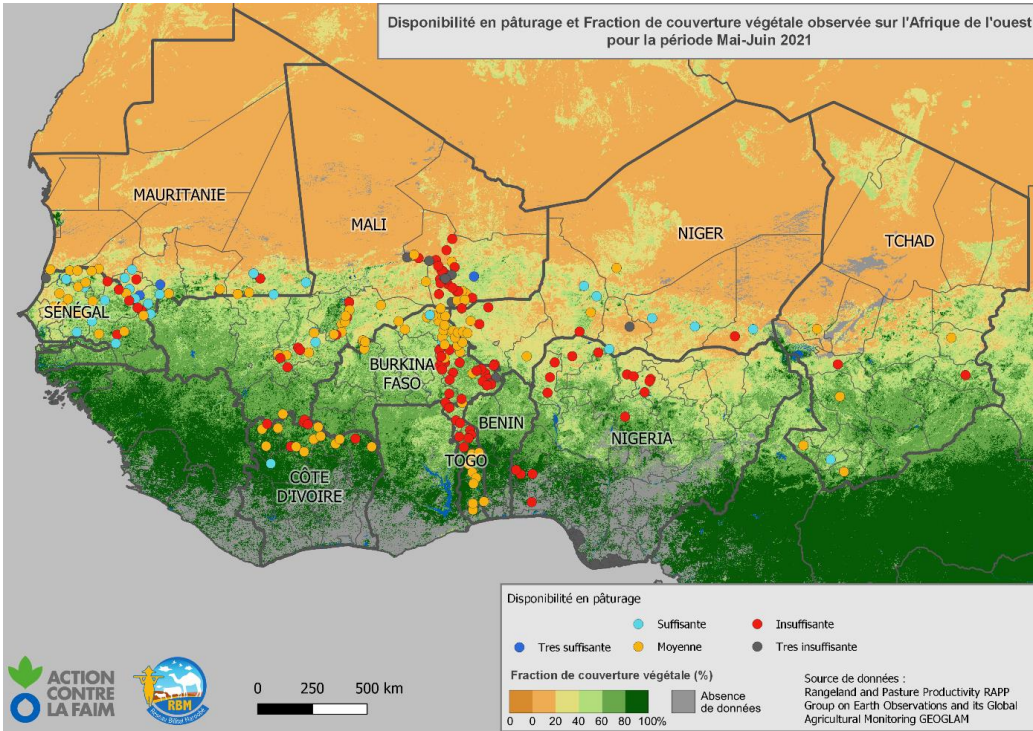 Disponibilité en pâturage et Fraction de couverture végétale observée sur l'Afrique de l'ouest
pour la période Mai-Juin 2021
MAURITANIE
MALI
NIGER
TCHAD
SÉNÉGAL
BURKINA
FASO
BENIN
NIGERIA
TOGO
CÔTE
D'IVOIRE
Disponibilité en pâturage
Suffisante
Insuffisante
Tres suffisante
Moyenne
Tres insuffisante
Fraction de couverture végétale (%)
0 20 40 60 80 100%
Absence
de données
Source de données :
Rangeland and Pasture Productivity RAPP
Group on Earth Observations and its Global
Agricultural Monitoring GEOGLAM
ACTION
CONTRE
LA FAIM
RBM
0 250 500 km